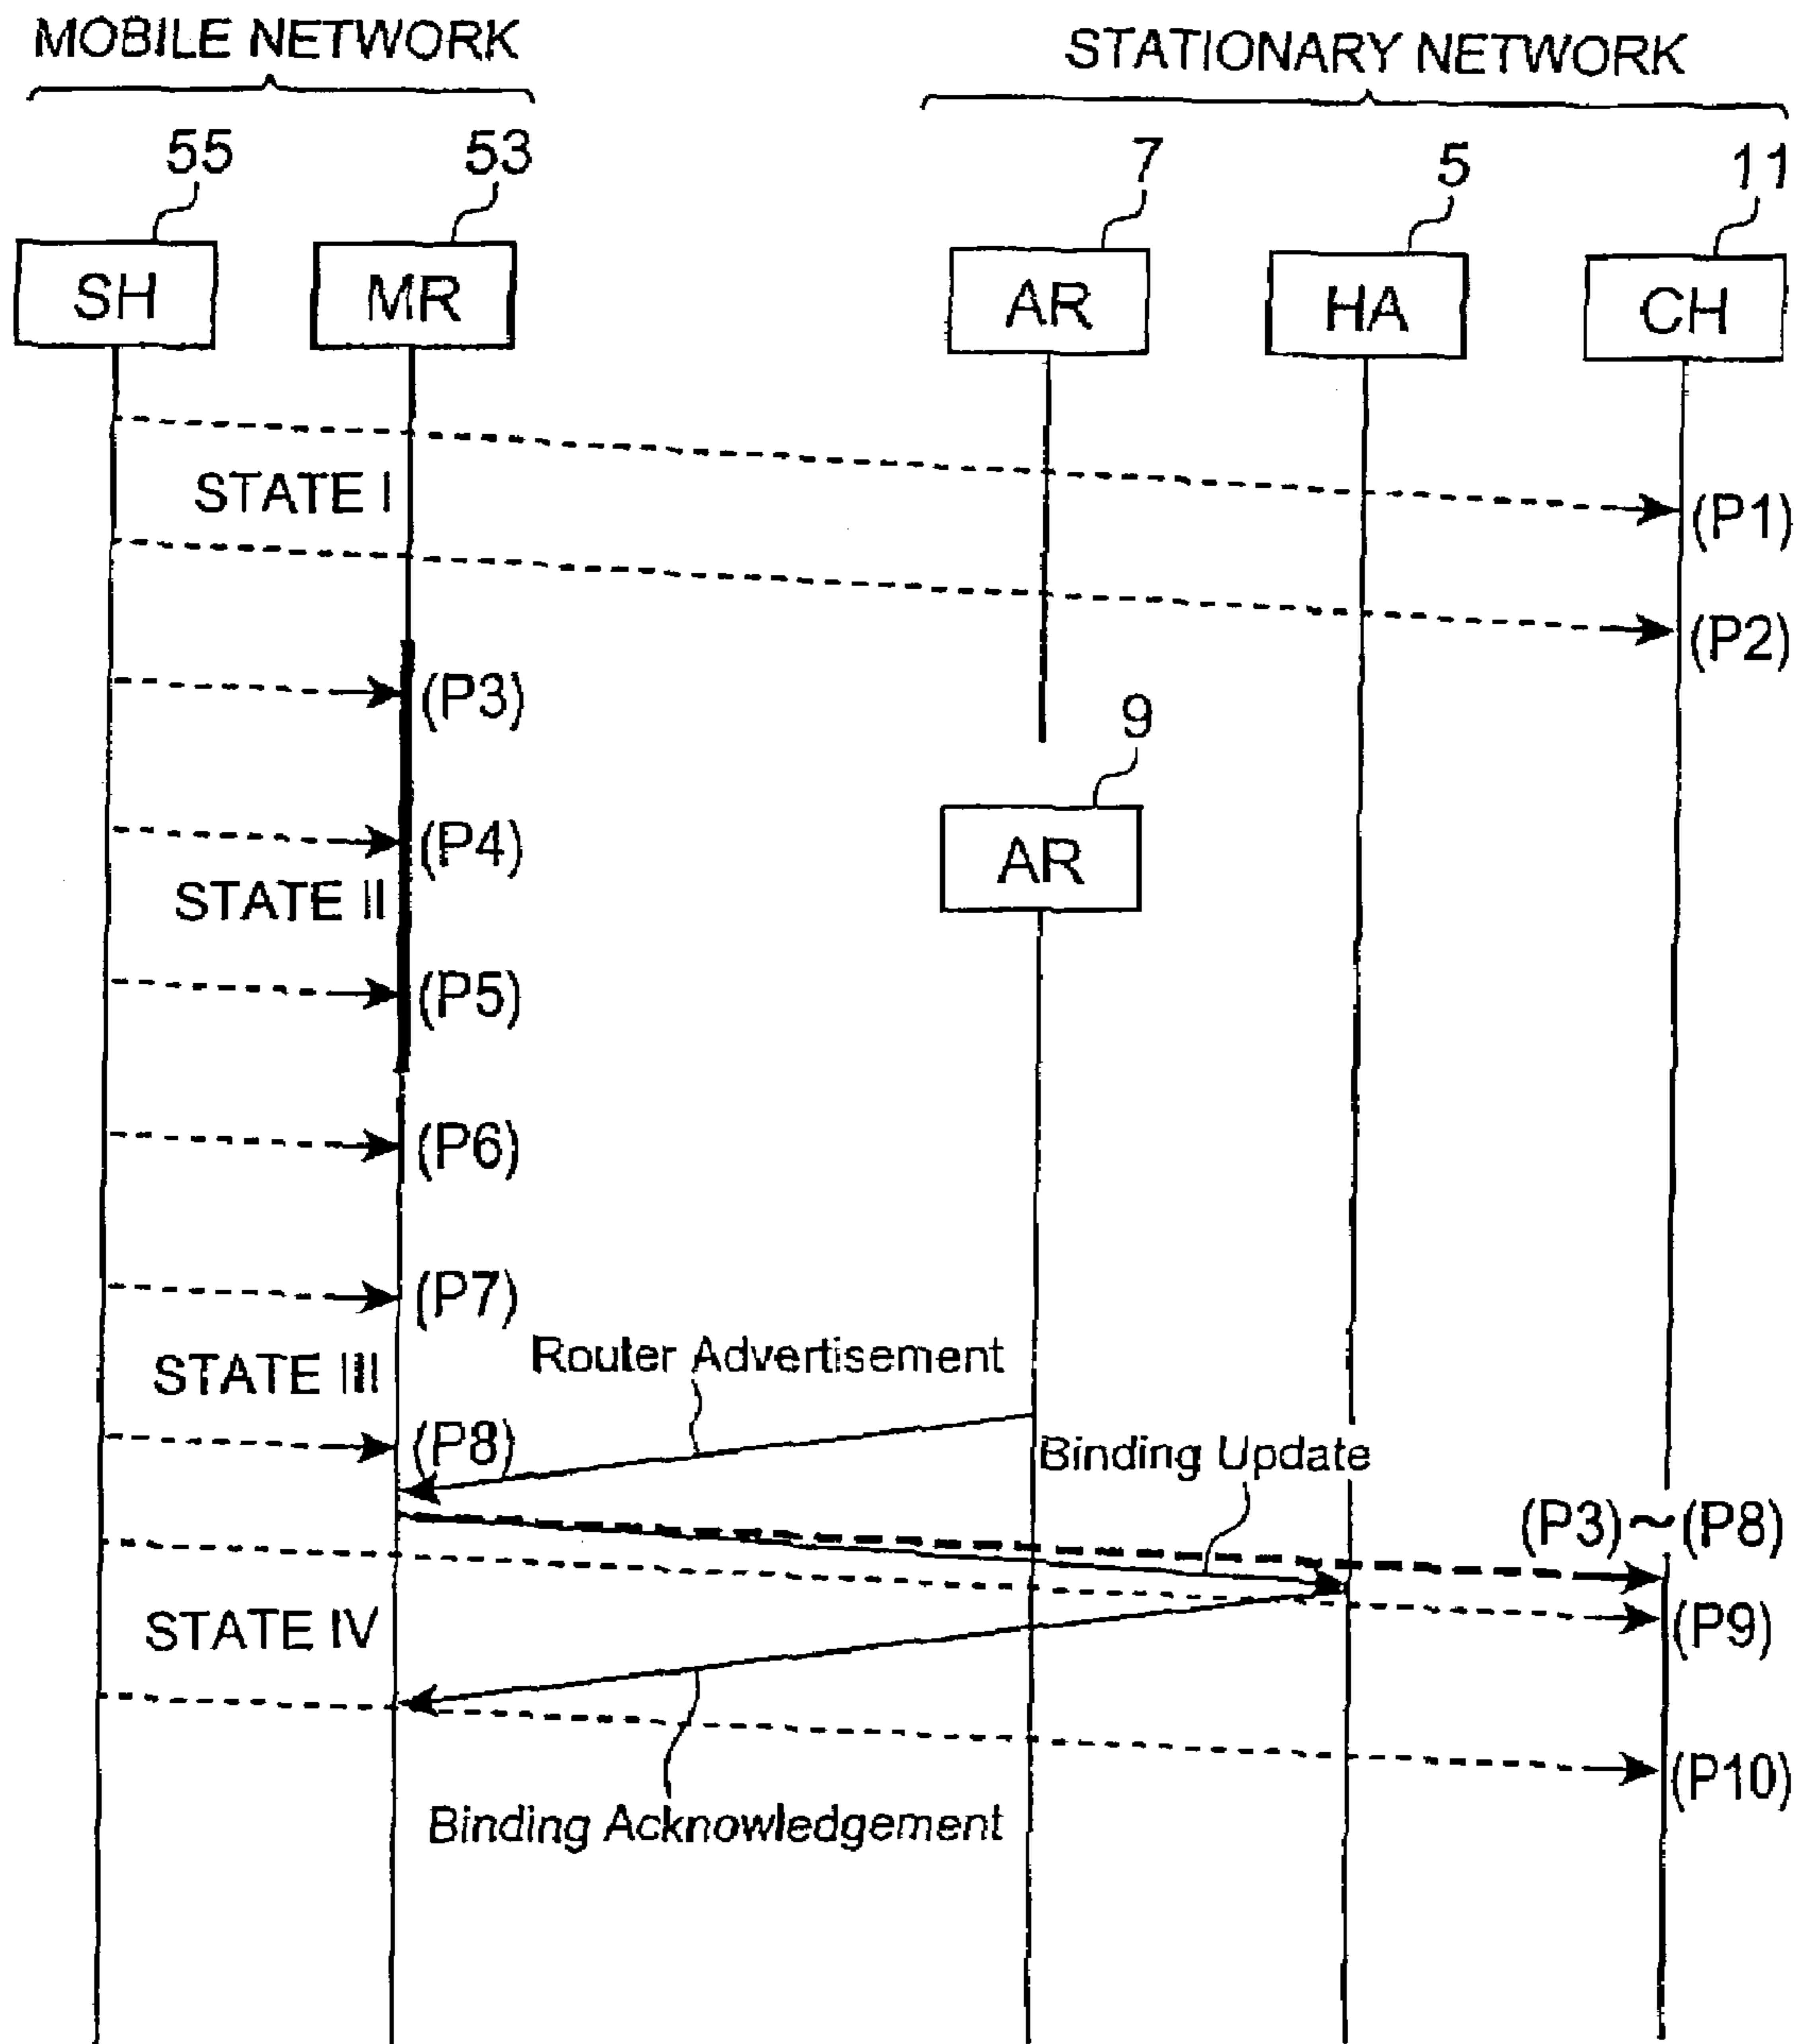 MOBILE NETWORK
STATIONARY NETWORK
55
53
7
5
11
SH
MR
AR
HA
CH
STATE I
(P1)
(P2)
(P3)
9
(P4)
AR
STATE II
(P5)
(P6)
(P7)
Router Advertisement
STATE III
(P8)
Binding Update
(P3)~(P8)
(P9)
STATE IV
(P10)
Binding Acknowledgement